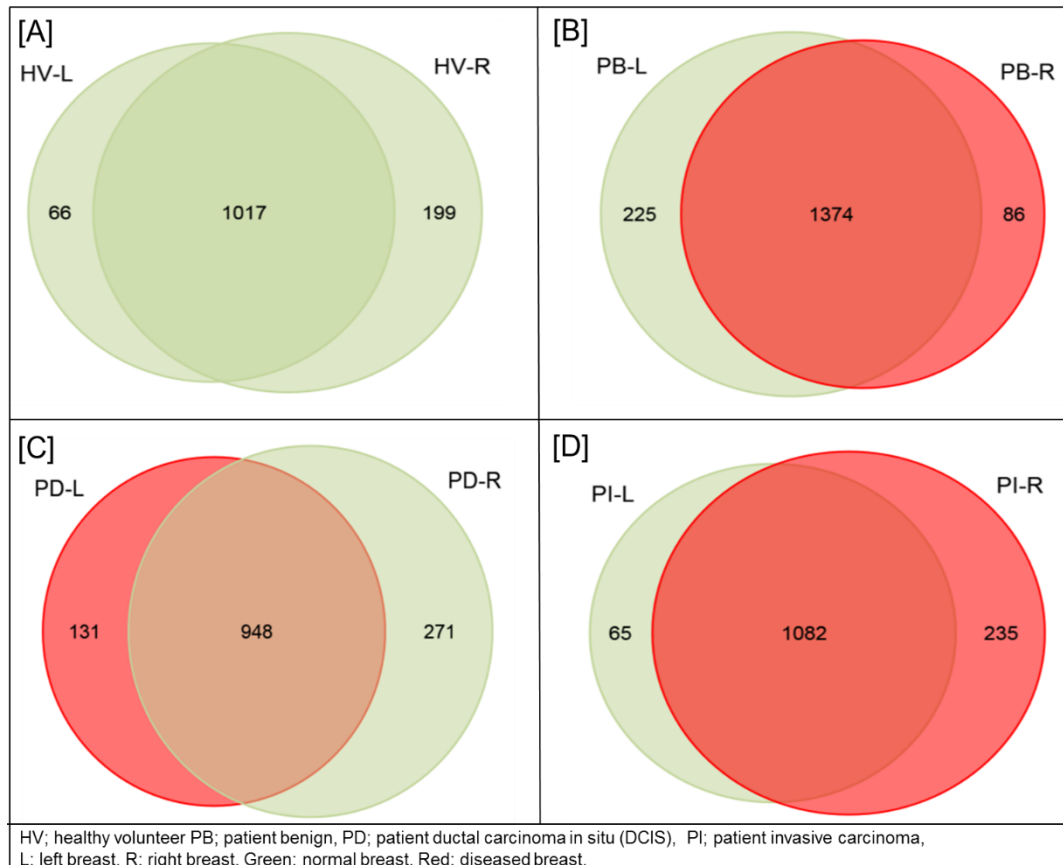 [A]
HV-L
HV-R
66
1017
199
[B]
PB-L
PB-R
225
1374
86
[C]
PD-L
PD-R
131
948
271
[D]
PI-L
PI-R
65
1082
235
HV; healthy volunteer PB; patient benign, PD; patient ductal carcinoma in situ (DCIS), PI; patient invasive carcinoma,
L; left breast, R; right breast, Green; normal breast, Red; diseased breast.